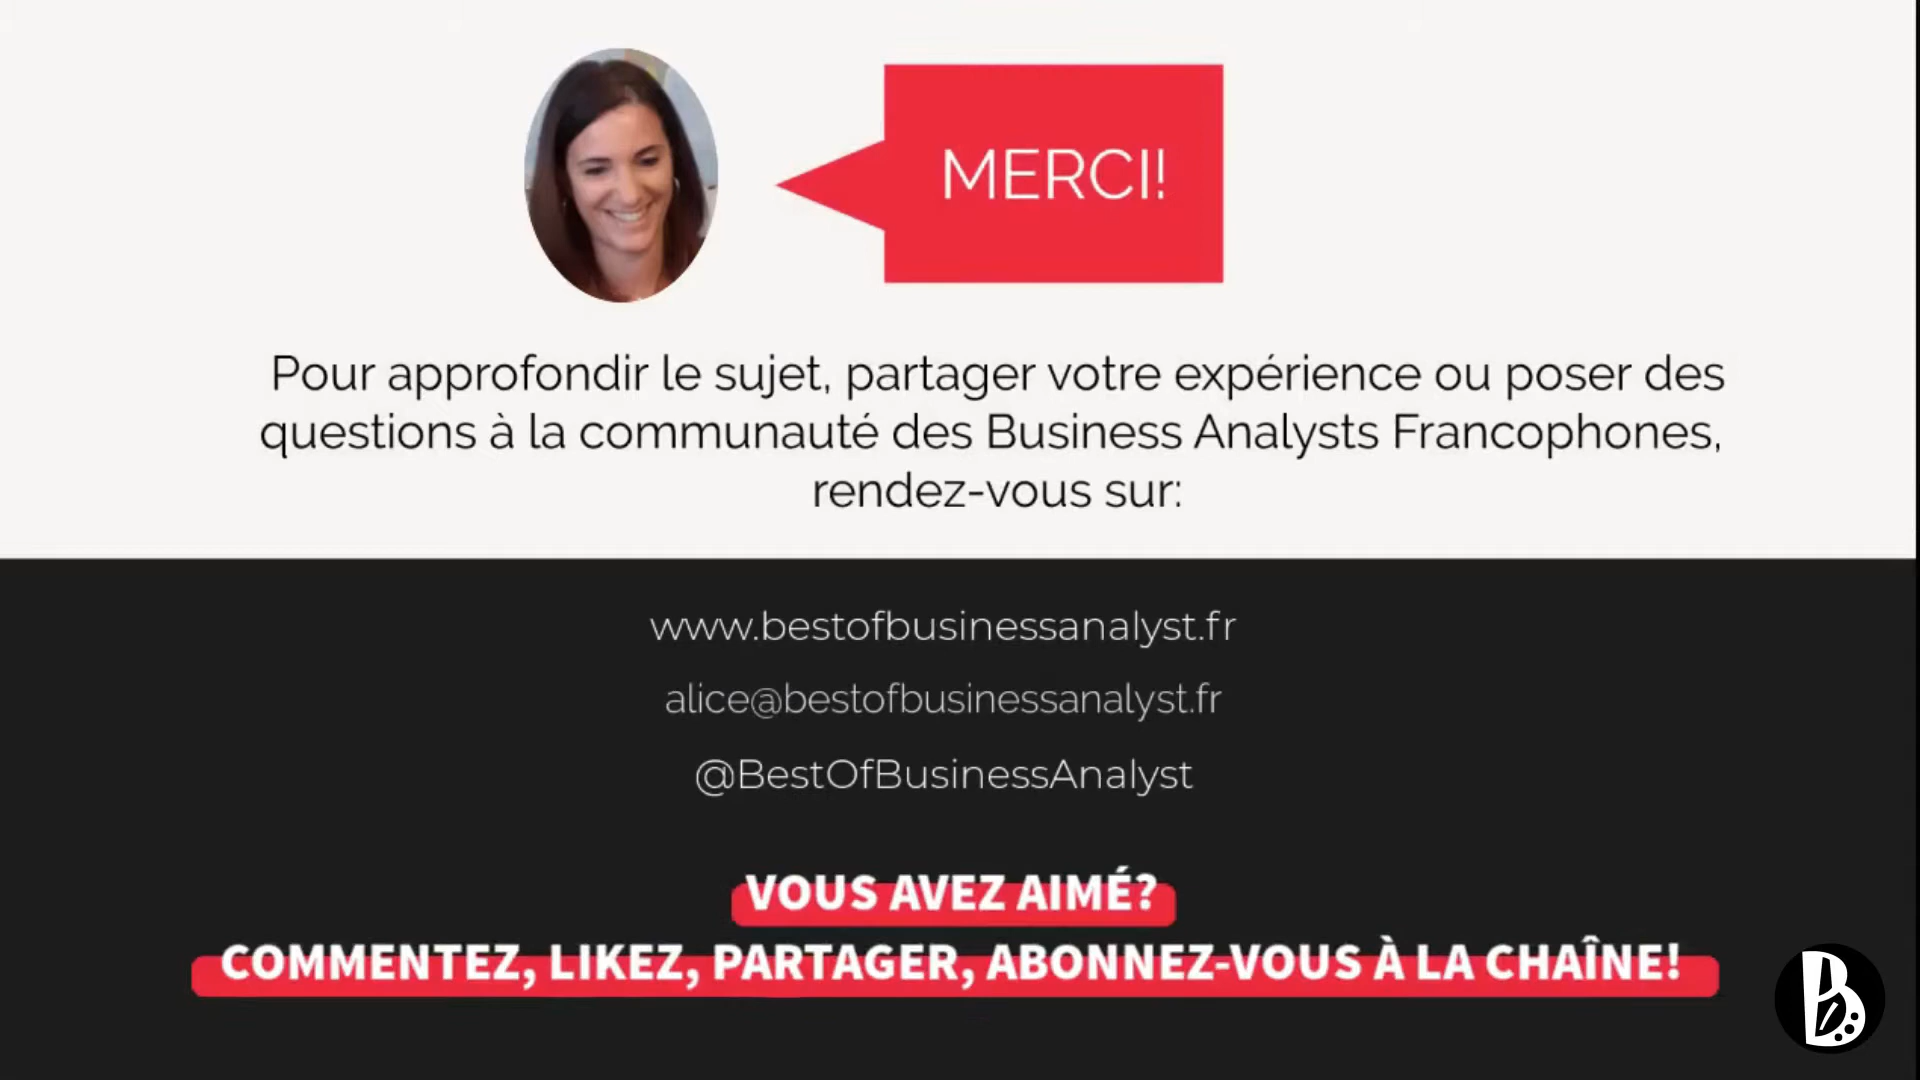 MERCI!
Pour approfondir le sujet, partager votre expérience ou poser des
questions à la communauté des Business Analysts Francophones,
rendez-vous sur:
www.bestofbusinessanalyst.fr
alice@bestofbusinessanalyst.fr
@BestOfBusinessAnalyst
VOUS AVEZ AIMÉ?
COMMENTEZ, LIKEZ, PARTAGER, ABONNEZ-VOUS À LA CHAÎNE!
B